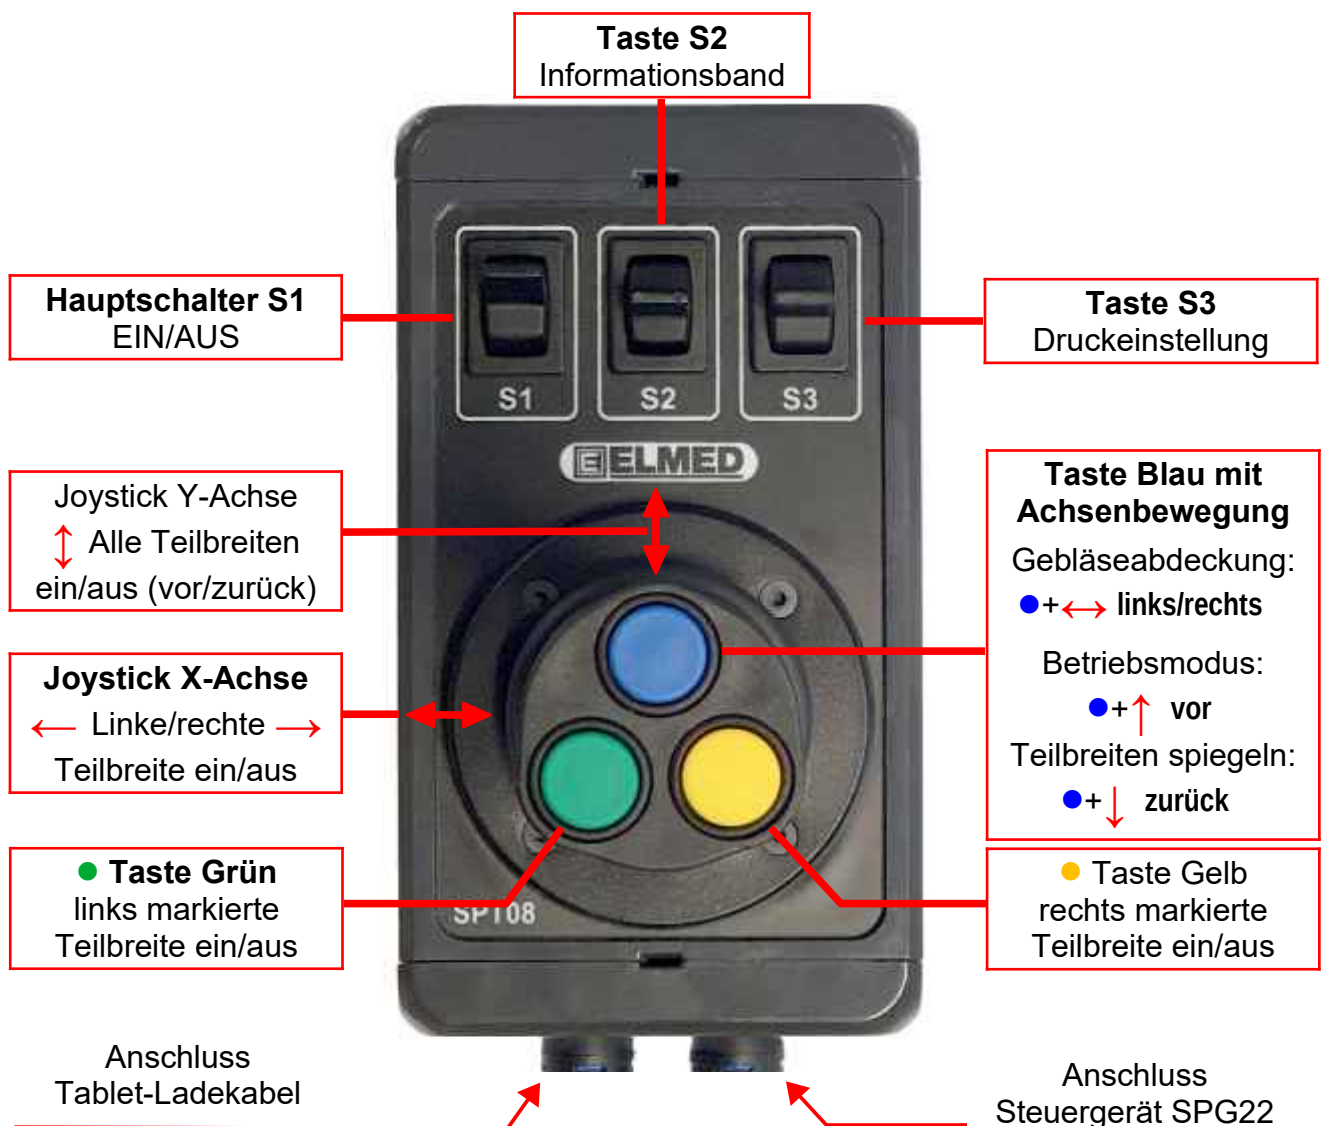 Taste S2
Informationsband
Hauptschalter S1
EIN/AUS
Taste S3
Druckeinstellung
S1
S2
S3
ELMED
Joystick Y-Achse
↕ Alle Teilbreiten
ein/aus (vor/zurück)
Taste Blau mit
Achsenbewegung
Gebläseabdeckung:
●+↔ links/rechts
Betriebsmodus:
●+↑ vor
Teilbreiten spiegeln:
●+↓ zurück
Joystick X-Achse
← Linke/rechte →
Teilbreite ein/aus
● Taste Grün
links markierte
Teilbreite ein/aus
● Taste Gelb
rechts markierte
Teilbreite ein/aus
SPT08
Anschluss
Tablet-Ladekabel
Anschluss
Steuergerät SPG22